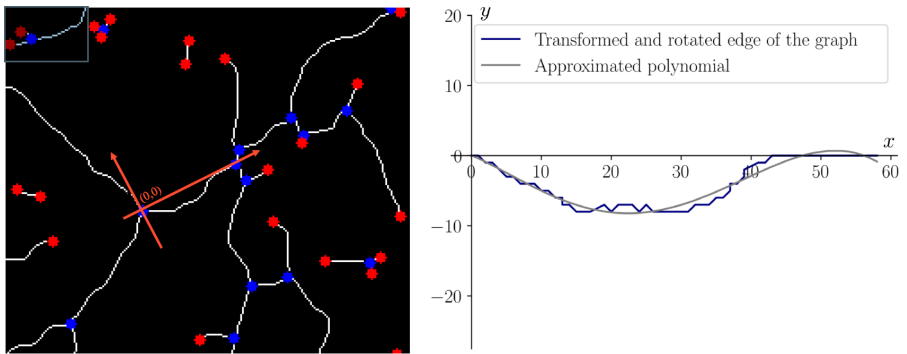 (0,0)
y
20
Transformed and rotated edge of the graph
Approximated polynomial
10
x
0
0 10 20 30 40 50 60
−10
−20